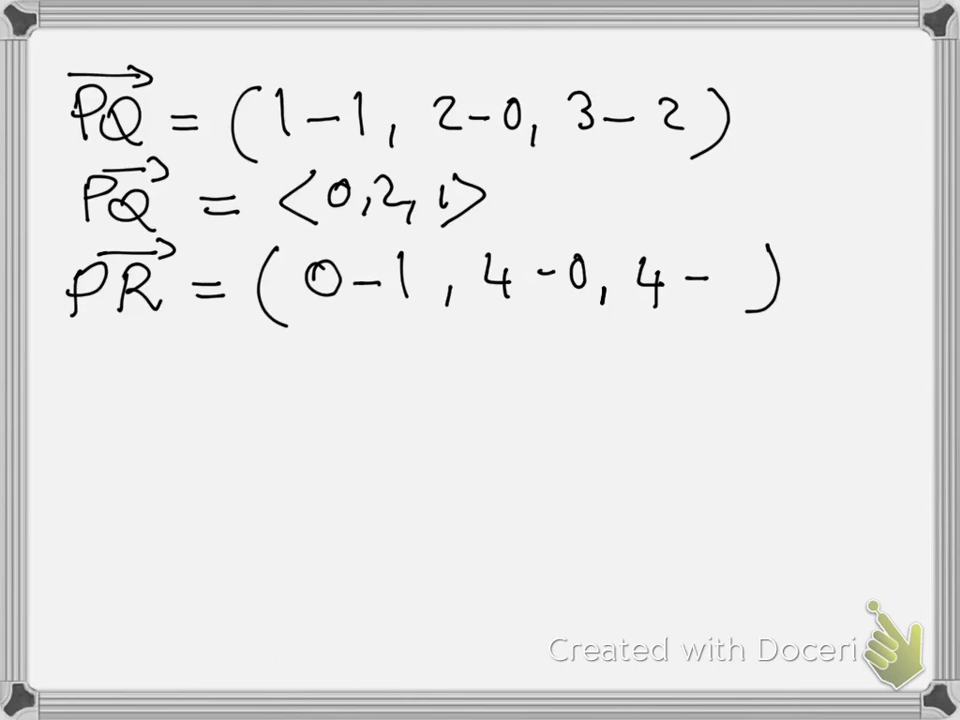 PQ = (1-1, 2-0, 3-2)
PQ = <0,2,1>
PR = (0-1, 4-0, 4- )
Created with Doceri